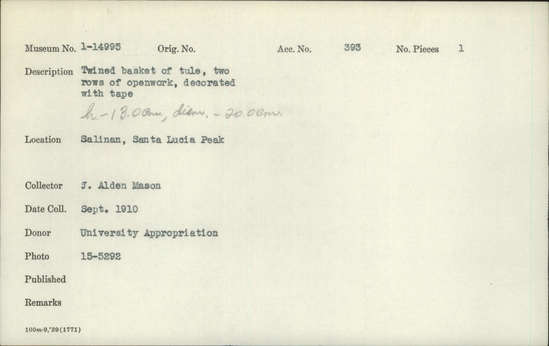 Museum No. 1-14995 Orig. No. Acc. No. 393 No. Pieces 1
Description Twined basket of tule, two
rows of openwork, decorated
with tape
h-13.0cm, diam. - 20.0cm.
Location Salinan, Santa Lucia Peak
Collector J. Alden Mason
Date Coll. Sept. 1910
Donor University Appropriation
Photo 15-5292
Published
Remarks
100m-9,'29(1771)